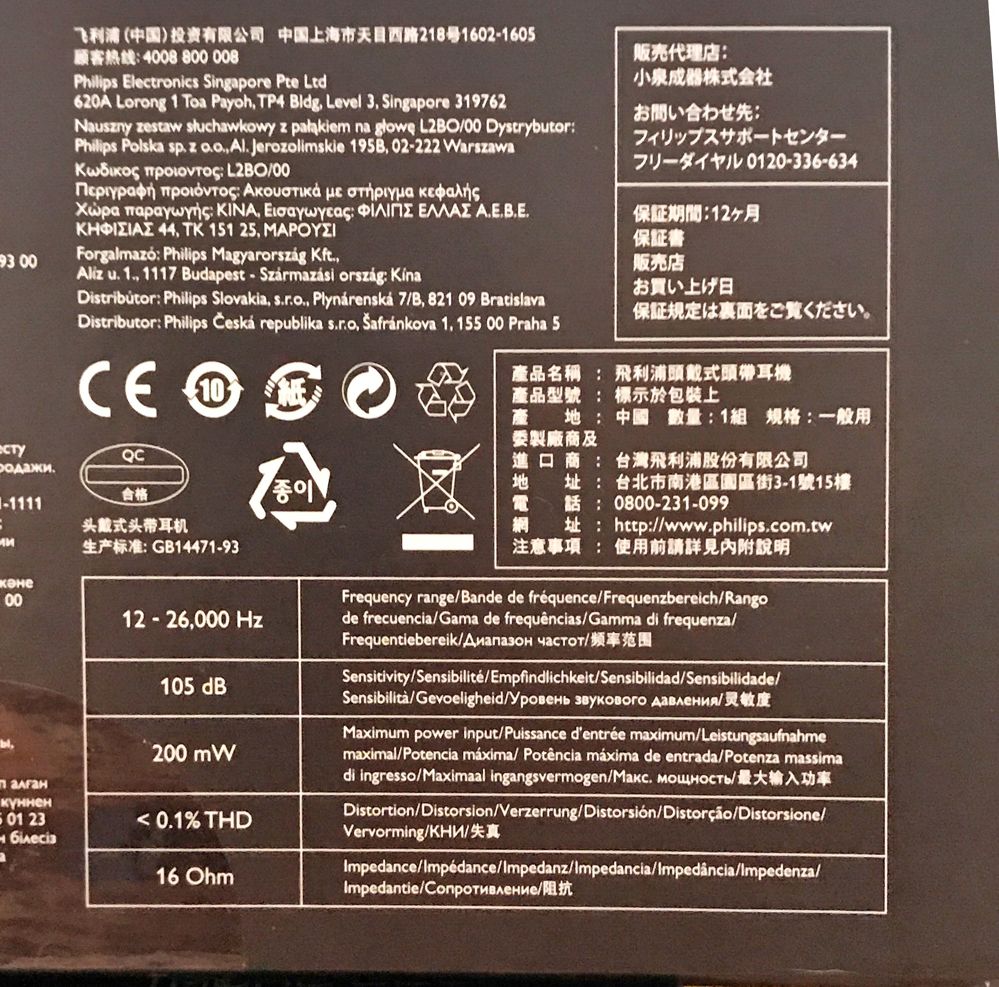 飞利浦(中国)投资有限公司 中国上海市天目西路218号1602-1605
顾客热线: 4008 800 008
Philips Electronics Singapore Pte Ltd
620A Lorong 1 Toa Payoh, TP4 Bldg, Level 3, Singapore 319762
Nauszny zestaw słuchawkowy z pałąkiem na głowę L2BO/00 Dystrybutor:
Philips Polska sp. z o.o., Al. Jerozolimskie 195B, 02-222 Warszawa
Κωδικος προιοντος: L2BO/00
Περιγραφή προϊόντος: Ακουστικά με στήριγμα κεφαλής
Χώρα παραγωγής: ΚΙΝΑ, Εισαγωγεας: ΦΙΛΙΠΣ ΕΛΛΑΣ Α.Ε.Β.Ε.
ΚΗΦΙΣΙΑΣ 44, ΤΚ 151 25, ΜΑΡΟΥΣΙ
Forgalmazó: Philips Magyarország Kft.,
Alíz u. 1., 1117 Budapest - Származási ország: Kína
Distribútor: Philips Slovakia, s.r.o., Plynárenská 7/B, 821 09 Bratislava
Distributor: Philips Česká republika s.r.o, Šafránkova 1, 155 00 Praha 5
販売代理店:
小泉成器株式会社
お問い合わせ先:
フィリップスサポートセンター
フリーダイヤル 0120-336-634
保証期間:12ヶ月
保証書
販売店
お買い上げ日
保証規定は裏面をご覧ください。
93 00
-1111
00
01 23
күннен
білесіз
CE
10
紙
QC
合格
종이
头戴式头带耳机
生产标准: GB14471-93
產品名稱 : 飛利浦頭戴式頭帶耳機
產品型號 : 標示於包裝上
產 地 : 中國 數量 : 1組 規格 : 一般用
委製廠商及
進口商 : 台灣飛利浦股份有限公司
地 址 : 台北市南港區園區街3-1號15樓
電 話 : 0800-231-099
網 址 : http://www.philips.com.tw
注意事項 : 使用前請詳見內附說明
12 - 26,000 Hz
Frequency range/Bande de fréquence/Frequenzbereich/Rango
de frecuencia/Gama de frequências/Gamma di frequenza/
Frequentiebereik/Диапазон частот/频率范围
105 dB
Sensitivity/Sensibilité/Empfindlichkeit/Sensibilidad/Sensibilidade/
Sensibilità/Gevoeligheid/Уровень звукового давления/灵敏度
200 mW
Maximum power input/Puissance d'entrée maximum/Leistungsaufnahme
maximal/Potencia máxima/ Potência máxima de entrada/Potenza massima
di ingresso/Maximaal ingangsvermogen/Макс. мощность/最大输入功率
< 0.1% THD
Distortion/Distorsion/Verzerrung/Distorsión/Distorção/Distorsione/
Vervorming/КНИ/失真
16 Ohm
Impedance/Impédance/Impedanz/Impedancia/Impedância/Impedenza/
Impedantie/Сопротивление/阻抗